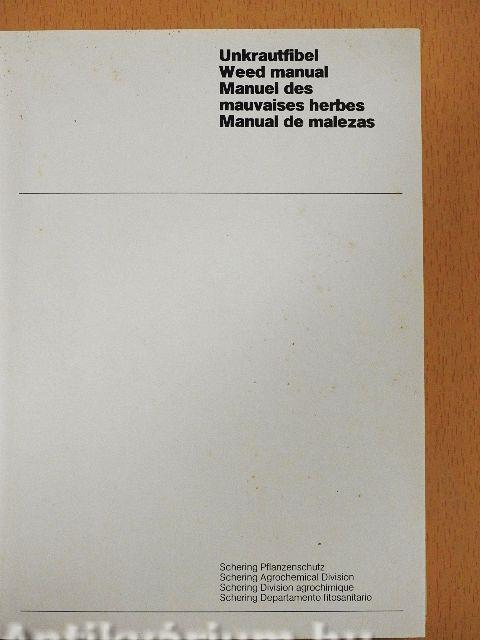 Unkrautfibel
Weed manual
Manuel des
mauvaises herbes
Manual de malezas
Schering Pflanzenschutz
Schering Agrochemical Division
Schering Division agrochimique
Schering Departamento fitosanitario